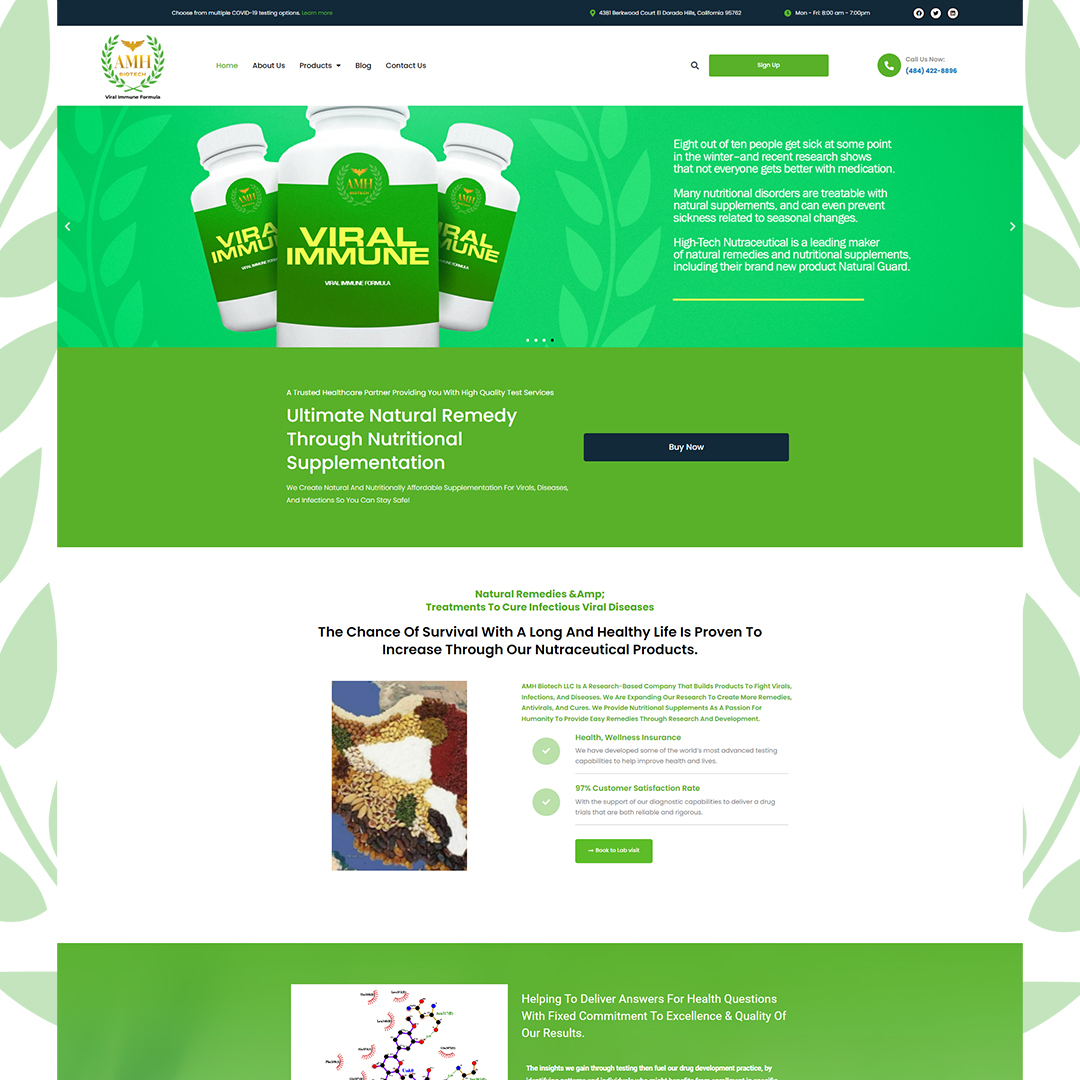 Choose from multiple COVID-19 testing options. Learn more
4381 Berkwood Court El Dorado Hills, California 95762
Mon - Fri: 8:00 am - 7:00pm
AMH
BIOTECH
Viral Immune Formula
Home
About Us
Products
Blog
Contact Us
Sign Up
Call Us Now:
(484) 422-8896
AMH
BIOTECH
VIRAL
IMMUNE
VIRAL IMMUNE FORMULA
Eight out of ten people get sick at some point
in the winter–and recent research shows
that not everyone gets better with medication.
Many nutritional disorders are treatable with
natural supplements, and can even prevent
sickness related to seasonal changes.
High-Tech Nutraceutical is a leading maker
of natural remedies and nutritional supplements,
including their brand new product Natural Guard.
A Trusted Healthcare Partner Providing You With High Quality Test Services
Ultimate Natural Remedy
Through Nutritional
Supplementation
We Create Natural And Nutritionally Affordable Supplementation For Virals, Diseases,
And Infections So You Can Stay Safe!
Buy Now
Natural Remedies &Amp;
Treatments To Cure Infectious Viral Diseases
The Chance Of Survival With A Long And Healthy Life Is Proven To
Increase Through Our Nutraceutical Products.
AMH Biotech LLC Is A Research-Based Company That Builds Products To Fight Virals,
Infections, And Diseases. We Are Expanding Our Research To Create More Remedies,
Antivirals, And Cures. We Provide Nutritional Supplements As A Passion For
Humanity To Provide Easy Remedies Through Research And Development.
Health, Wellness Insurance
We have developed some of the world's most advanced testing
capabilities to help improve health and lives.
97% Customer Satisfaction Rate
With the support of our diagnostic capabilities to deliver a drug
trials that are both reliable and rigorous.
→ Book to Lab visit
Helping To Deliver Answers For Health Questions
With Fixed Commitment To Excellence & Quality Of
Our Results.
The insights we gain through testing then fuel our drug development practice, by